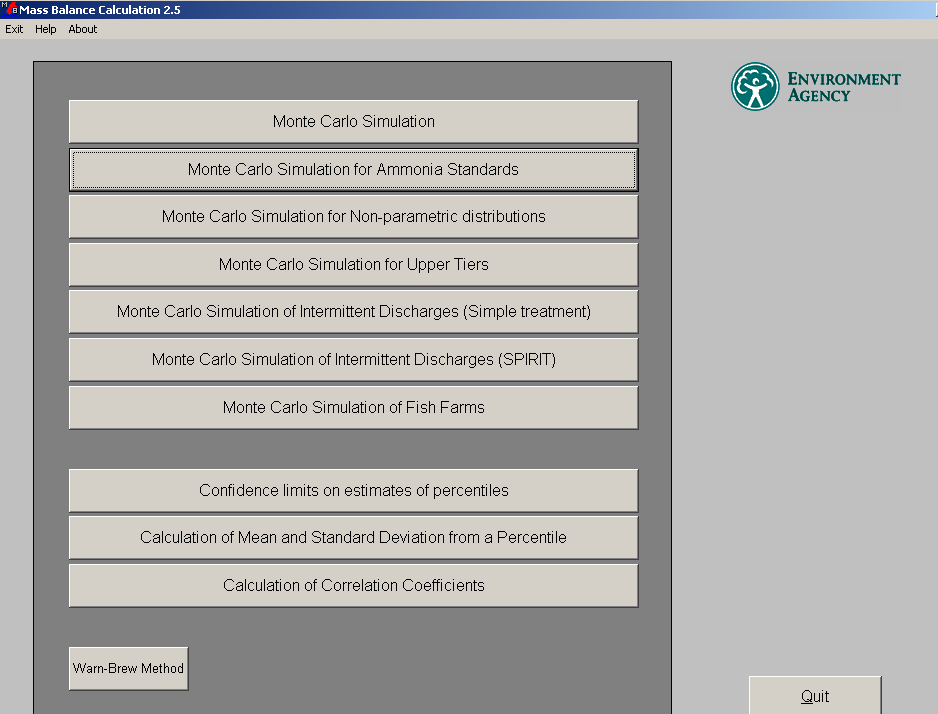 Mass Balance Calculation 2.5
Exit Help About
ENVIRONMENT
AGENCY
Monte Carlo Simulation
Monte Carlo Simulation for Ammonia Standards
Monte Carlo Simulation for Non-parametric distributions
Monte Carlo Simulation for Upper Tiers
Monte Carlo Simulation of Intermittent Discharges (Simple treatment)
Monte Carlo Simulation of Intermittent Discharges (SPIRIT)
Monte Carlo Simulation of Fish Farms
Confidence limits on estimates of percentiles
Calculation of Mean and Standard Deviation from a Percentile
Calculation of Correlation Coefficients
Warn-Brew Method
Quit